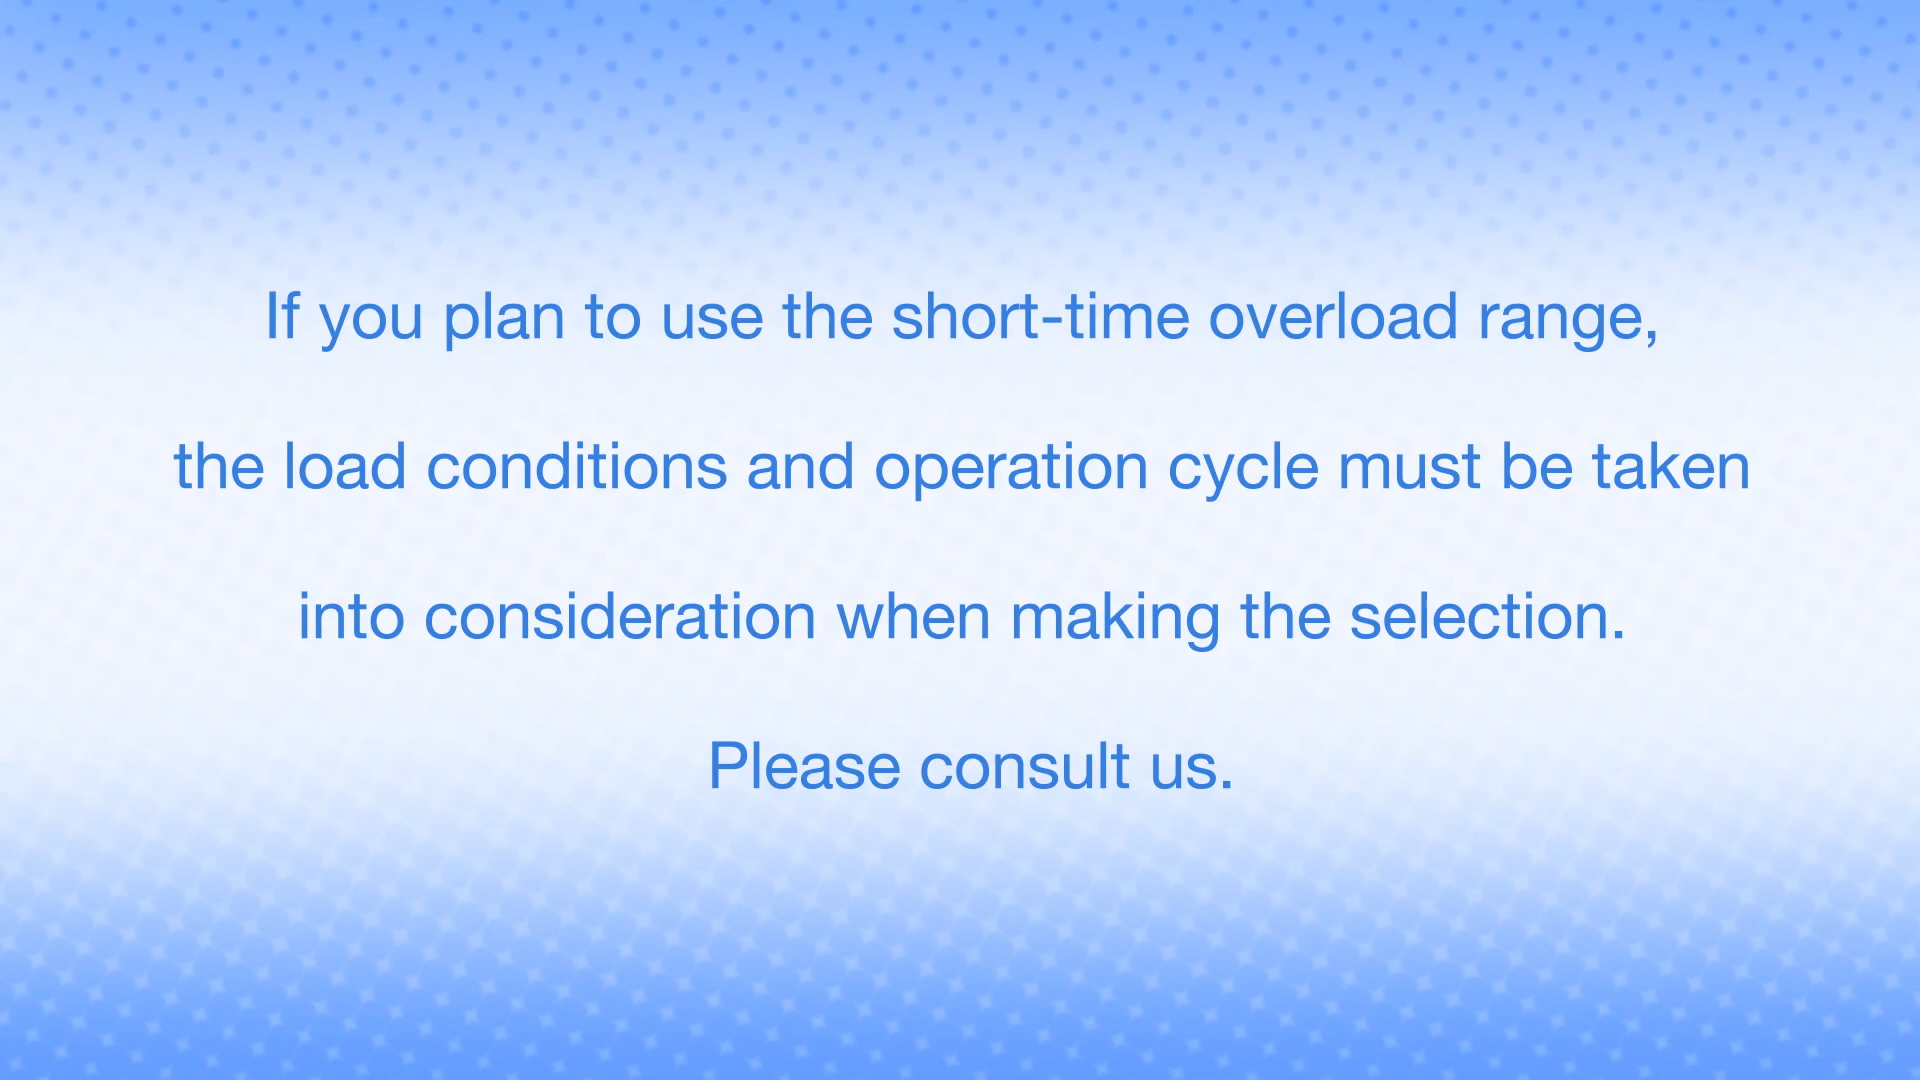 If you plan to use the short-time overload range,
the load conditions and operation cycle must be taken
into consideration when making the selection.
Please consult us.